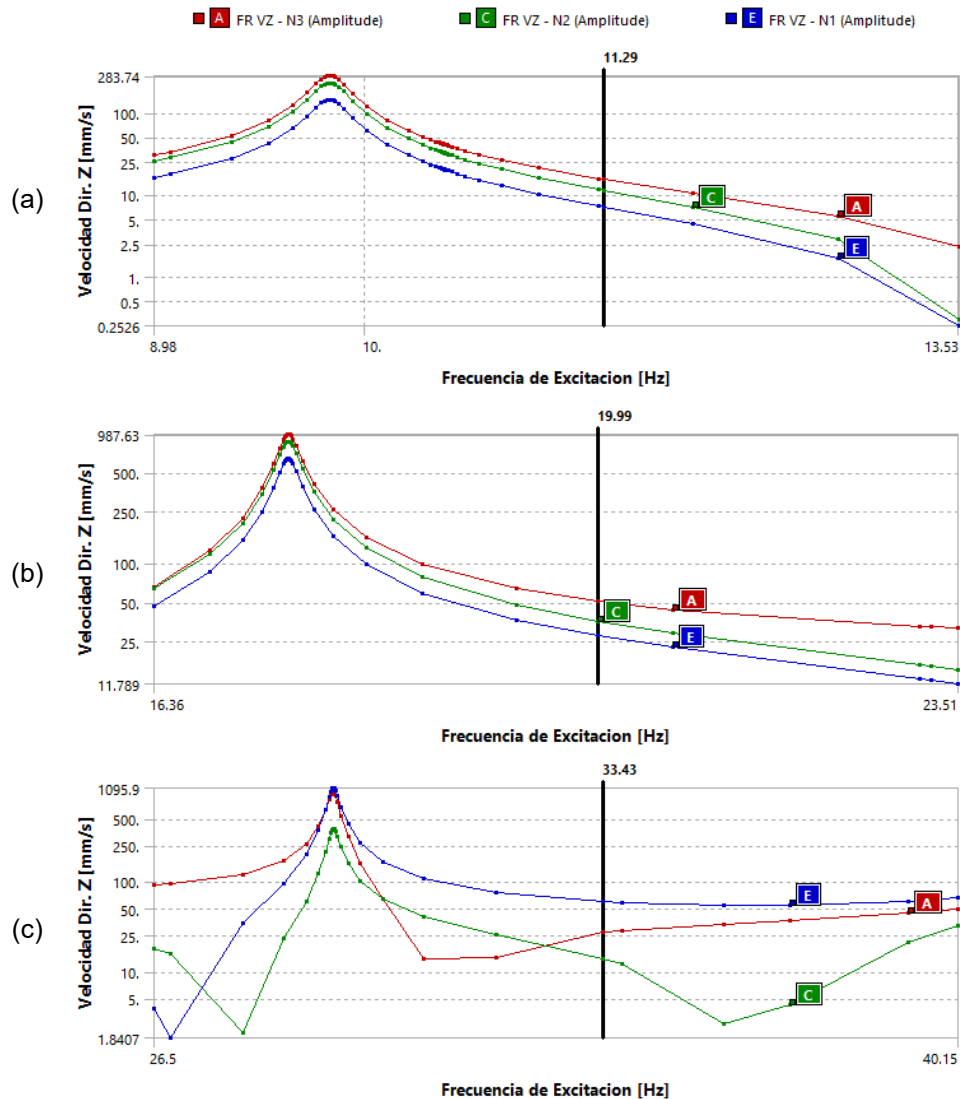 A FR VZ - N3 (Amplitude) C FR VZ - N2 (Amplitude) E FR VZ - N1 (Amplitude)
(a)
Velocidad Dir. Z [mm/s]
11.29
283.74
100.
50.
25.
10.
5.
2.5
1.
0.5
0.2526
C
A
E
8.98 10. 13.53
Frecuencia de Excitacion [Hz]
(b)
Velocidad Dir. Z [mm/s]
19.99
987.63
500.
250.
100.
50.
25.
11.789
A
C
E
16.36 23.51
Frecuencia de Excitacion [Hz]
(c)
Velocidad Dir. Z [mm/s]
33.43
1095.9
500.
250.
100.
50.
25.
10.
5.
1.8407
E
A
C
26.5 40.15
Frecuencia de Excitacion [Hz]